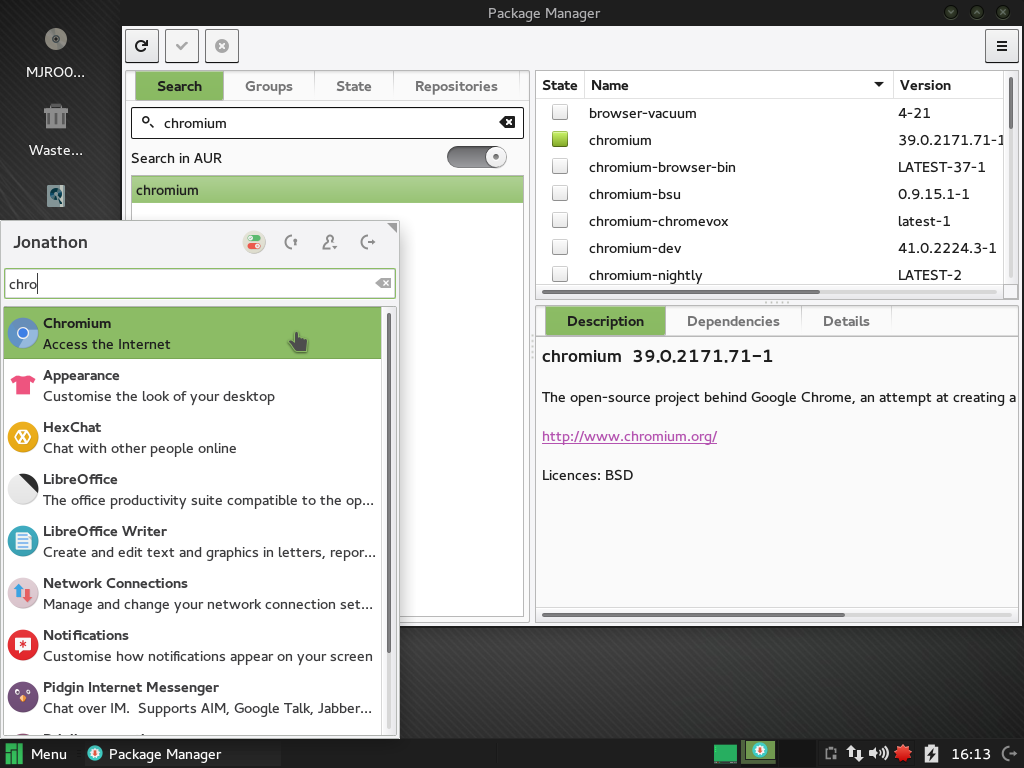 Package Manager
MJRO0...
Waste...
Search Groups State Repositories
chromium
Search in AUR
chromium
State Name Version
browser-vacuum 4-21
chromium 39.0.2171.71-1
chromium-browser-bin LATEST-37-1
chromium-bsu 0.9.15.1-1
chromium-chromevox latest-1
chromium-dev 41.0.2224.3-1
chromium-nightly LATEST-2
Description Dependencies Details
chromium 39.0.2171.71-1
The open-source project behind Google Chrome, an attempt at creating a
http://www.chromium.org/
Licences: BSD
Jonathon
chro
Chromium
Access the Internet
Appearance
Customise the look of your desktop
HexChat
Chat with other people online
LibreOffice
The office productivity suite compatible to the op...
LibreOffice Writer
Create and edit text and graphics in letters, repor...
Network Connections
Manage and change your network connection set...
Notifications
Customise how notifications appear on your screen
Pidgin Internet Messenger
Chat over IM. Supports AIM, Google Talk, Jabber...
Menu Package Manager 16:13